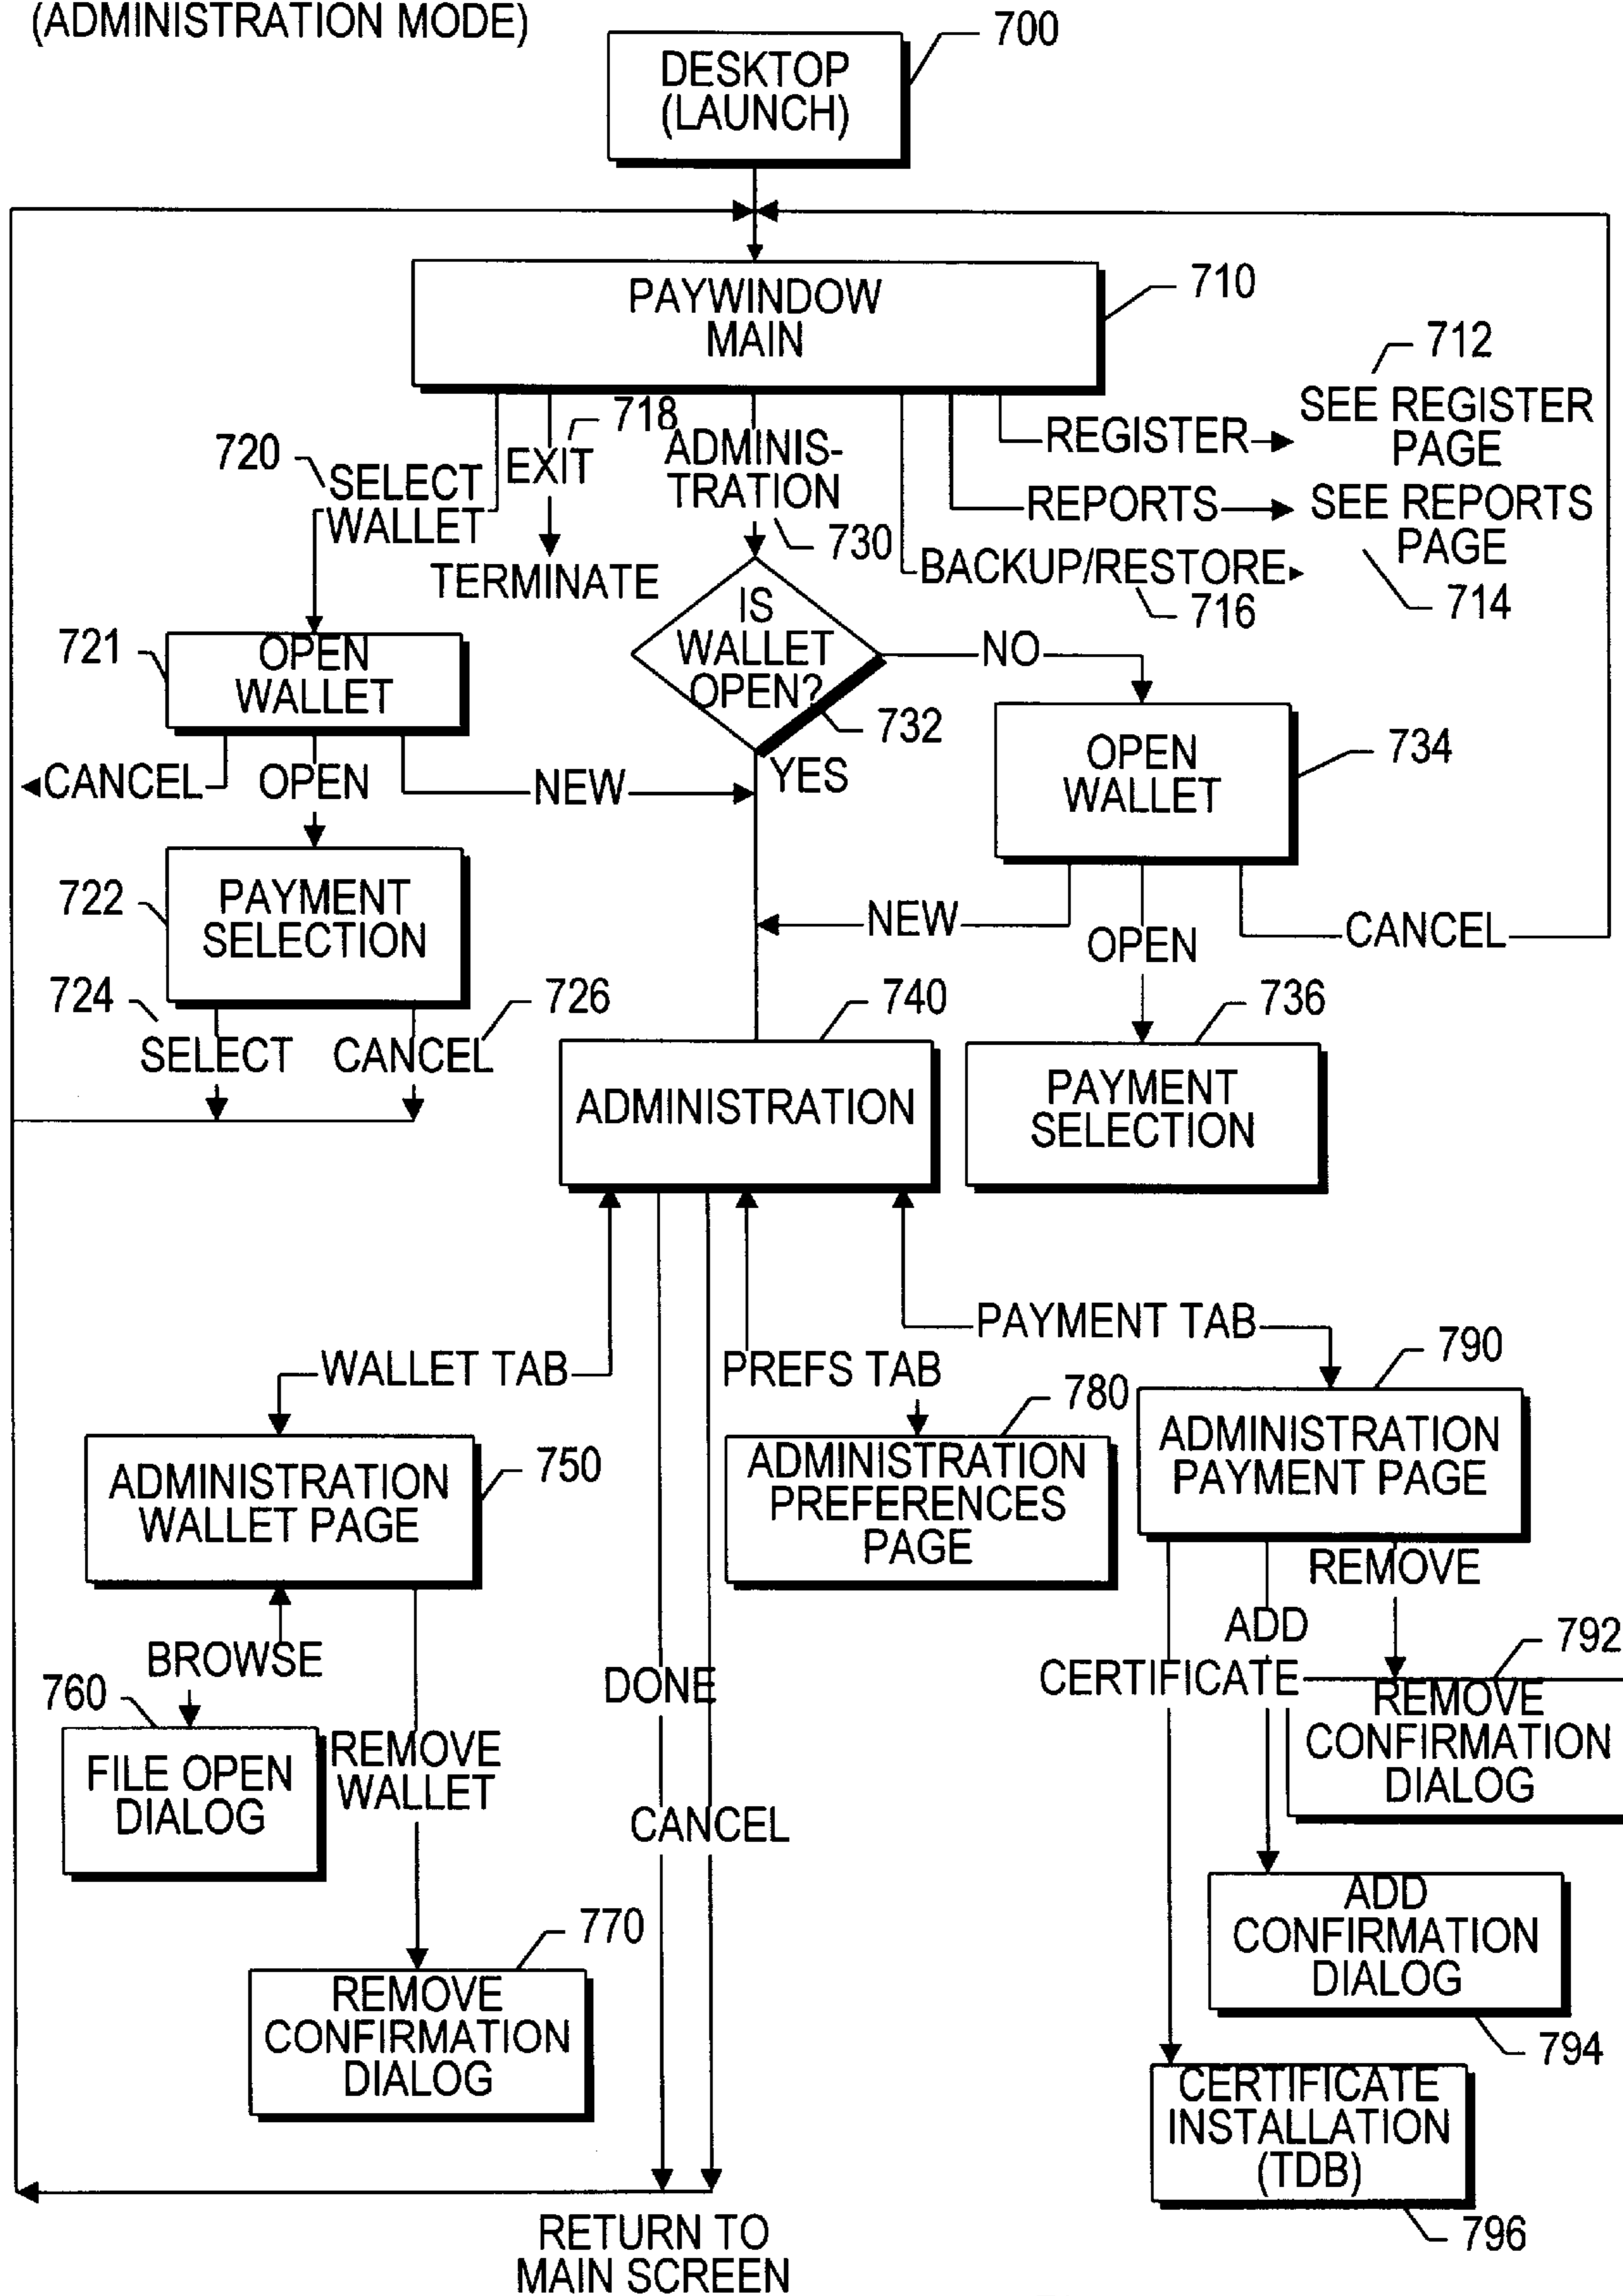 (ADMINISTRATION MODE)
700
DESKTOP
(LAUNCH)
PAYWINDOW
MAIN
710
712
SEE REGISTER
PAGE
718
720
SELECT
WALLET
EXIT
ADMINIS-
TRATION
REGISTER
REPORTS
SEE REPORTS
PAGE
730
TERMINATE
BACKUP/RESTORE
716
714
IS
WALLET
OPEN?
732
NO
721
OPEN
WALLET
YES
734
OPEN
WALLET
CANCEL
OPEN
NEW
722
PAYMENT
SELECTION
NEW
OPEN
CANCEL
724
726
SELECT
CANCEL
740
736
ADMINISTRATION
PAYMENT
SELECTION
PAYMENT TAB
WALLET TAB
PREFS TAB
790
780
750
ADMINISTRATION
WALLET PAGE
ADMINISTRATION
PREFERENCES
PAGE
ADMINISTRATION
PAYMENT PAGE
REMOVE
ADD
CERTIFICATE
792
BROWSE
760
DONE
REMOVE
CONFIRMATION
DIALOG
FILE OPEN
DIALOG
REMOVE
WALLET
CANCEL
ADD
CONFIRMATION
DIALOG
794
770
REMOVE
CONFIRMATION
DIALOG
CERTIFICATE
INSTALLATION
(TDB)
796
RETURN TO
MAIN SCREEN